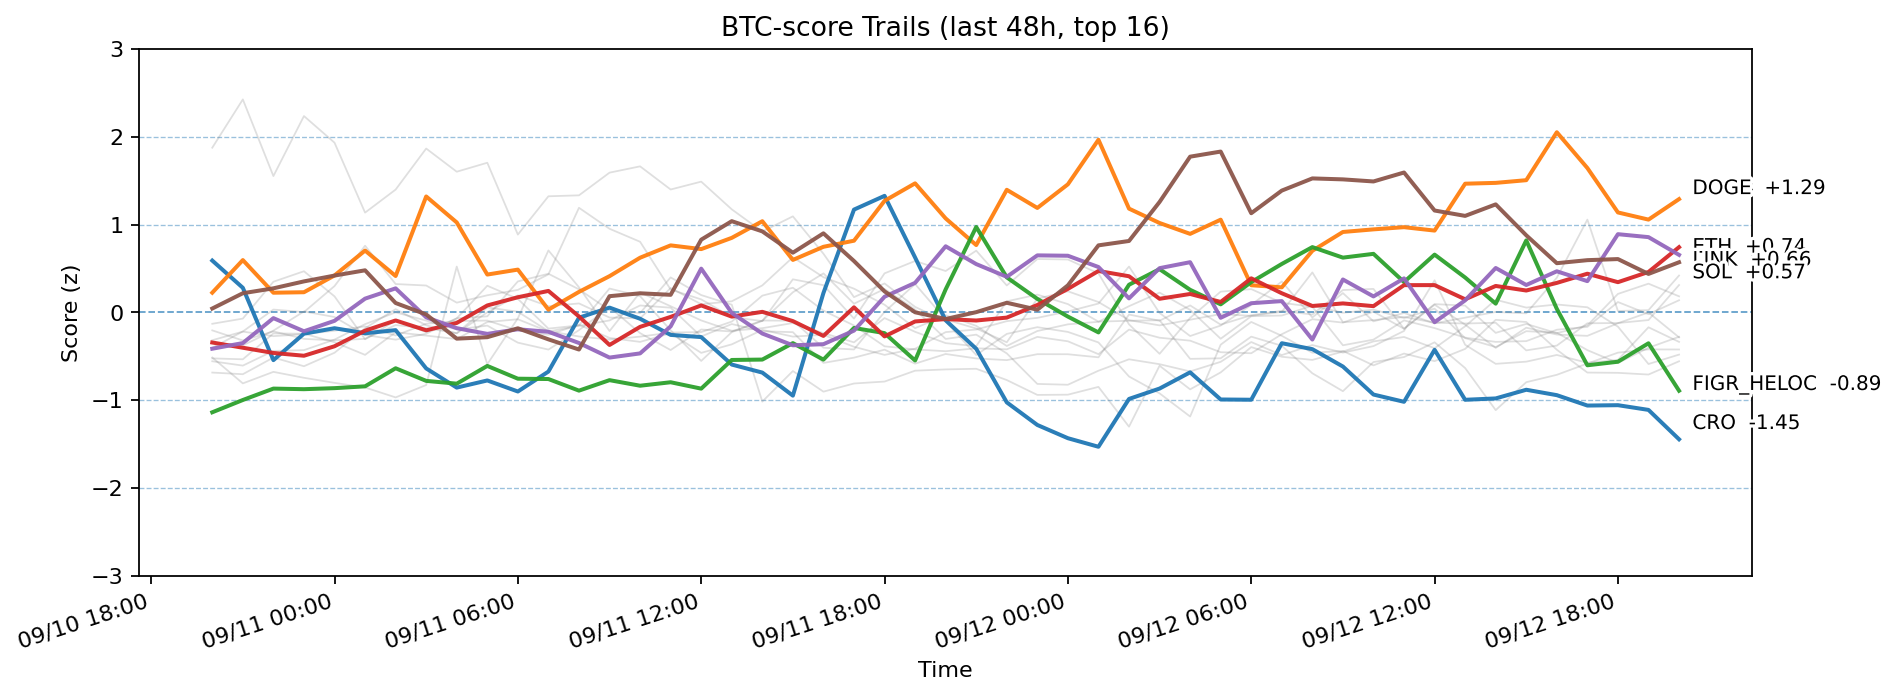 BTC-score Trails (last 48h, top 16)
Score (z)
3
2
1
0
−1
−2
−3
DOGE +1.29
ETH +0.74
LINK +0.66
SOL +0.57
FIGR_HELOC -0.89
CRO -1.45
09/10 18:00
09/11 00:00
09/11 06:00
09/11 12:00
09/11 18:00
09/12 00:00
09/12 06:00
09/12 12:00
09/12 18:00
Time